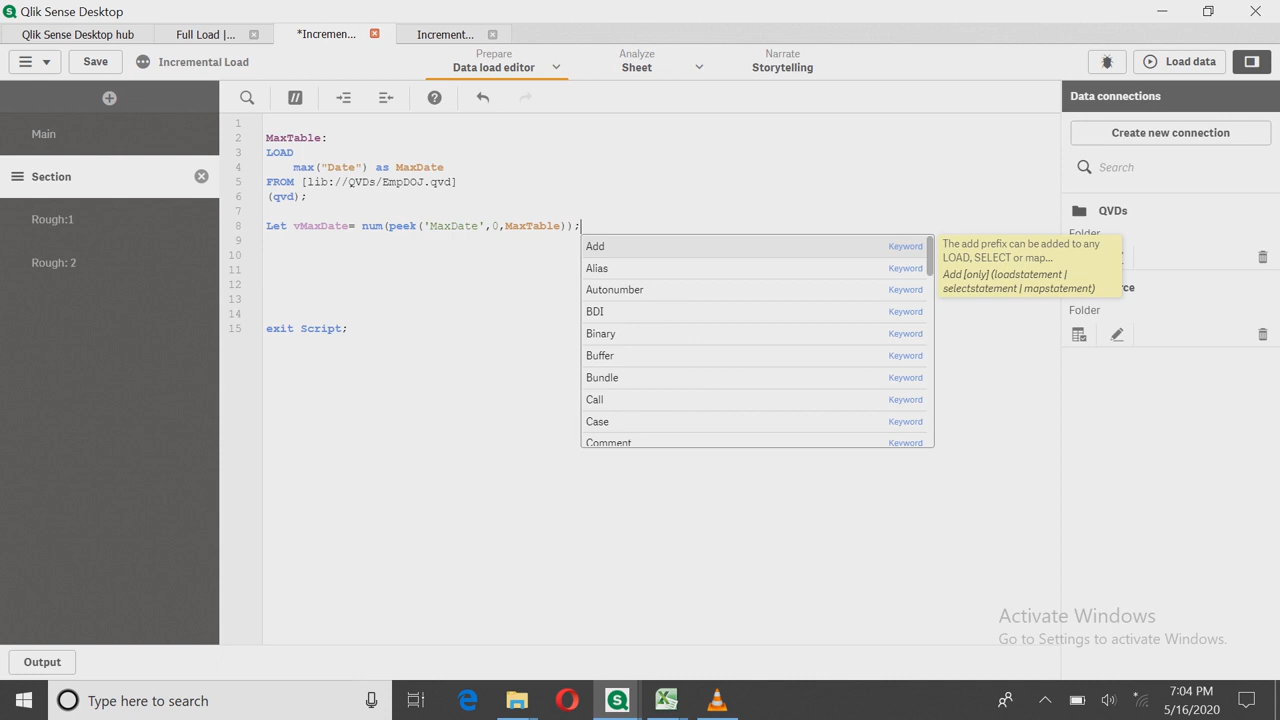 Qlik Sense Desktop
Qlik Sense Desktop hub
Full Load |...
*Incremen...
Increment...
Save
Incremental Load
Prepare
Data load editor
Analyze
Sheet
Narrate
Storytelling
Load data
Main
Section
Rough:1
Rough: 2
1
2 MaxTable:
3 LOAD
4 max("Date") as MaxDate
5 FROM [lib://QVDs/EmpDOJ.qvd]
6 (qvd);
7
8 Let vMaxDate= num(peek('MaxDate',0,MaxTable));
9
10
11
12
13
14
15 exit Script;
Add Keyword
Alias Keyword
Autonumber Keyword
BDI Keyword
Binary Keyword
Buffer Keyword
Bundle Keyword
Call Keyword
Case Keyword
Comment Keyword
The add prefix can be added to any
LOAD, SELECT or map...
Add [only] (loadstatement |
selectstatement | mapstatement)
Data connections
Create new connection
Search
QVDs
Folder
Activate Windows
Go to Settings to activate Windows.
Output
Type here to search
7:04 PM
5/16/2020